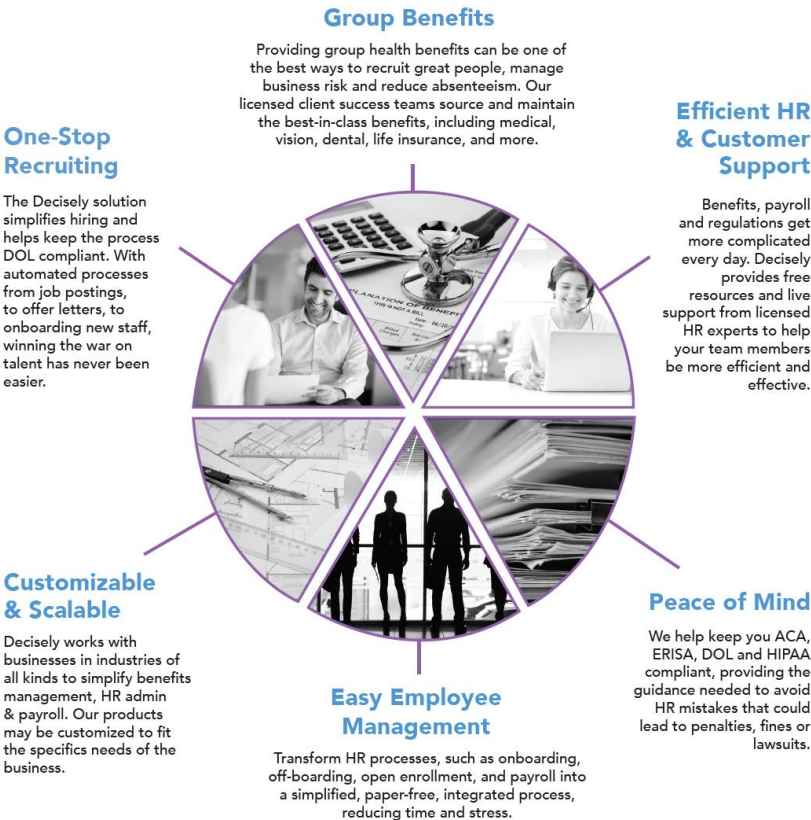 Group Benefits
Providing group health benefits can be one of
the best ways to recruit great people, manage
business risk and reduce absenteeism. Our
licensed client success teams source and maintain
the best-in-class benefits, including medical,
vision, dental, life insurance, and more.
Efficient HR
& Customer
Support
Benefits, payroll
and regulations get
more complicated
every day. Decisely
provides free
resources and live
support from licensed
HR experts to help
your team members
be more efficient and
effective.
One-Stop
Recruiting
The Decisely solution
simplifies hiring and
helps keep the process
DOL compliant. With
automated processes
from job postings,
to offer letters, to
onboarding new staff,
winning the war on
talent has never been
easier.
PLANATION OF BENEFI
THIS IS NOT A BILL
Customizable
& Scalable
Decisely works with
businesses in industries of
all kinds to simplify benefits
management, HR admin
& payroll. Our products
may be customized to fit
the specifics needs of the
business.
Peace of Mind
We help keep you ACA,
ERISA, DOL and HIPAA
compliant, providing the
guidance needed to avoid
HR mistakes that could
lead to penalties, fines or
lawsuits.
Easy Employee
Management
Transform HR processes, such as onboarding,
off-boarding, open enrollment, and payroll into
a simplified, paper-free, integrated process,
reducing time and stress.